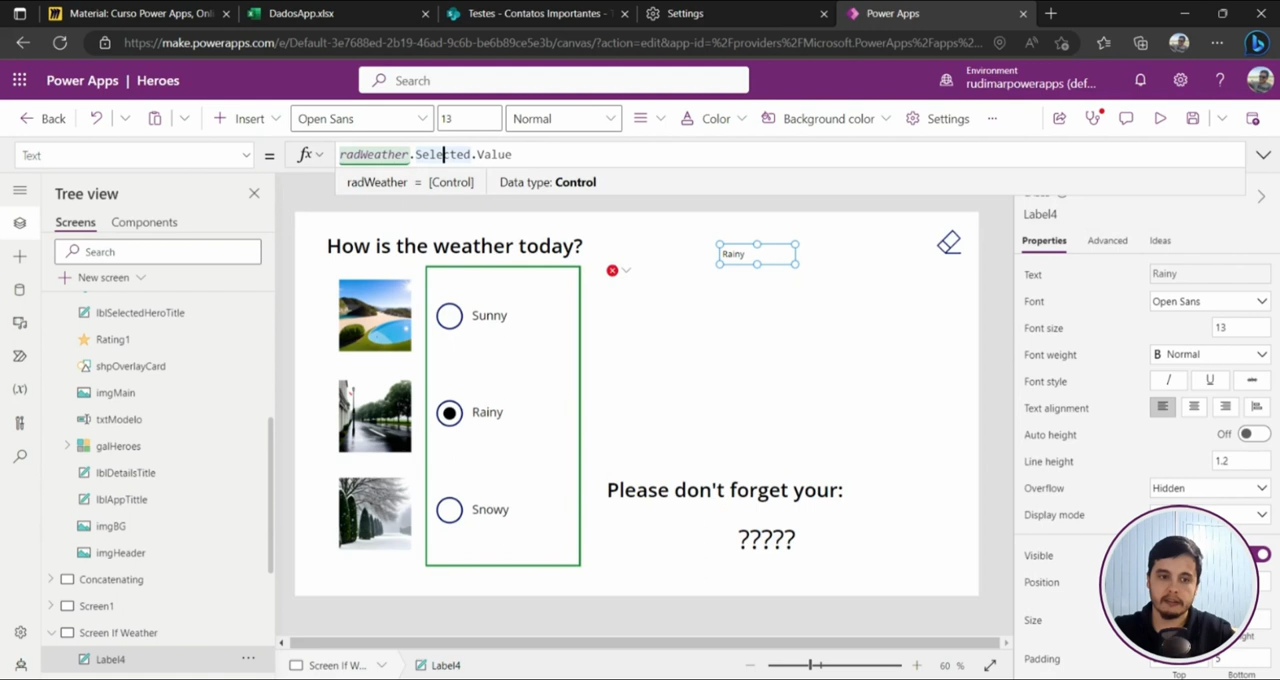 Material: Curso Power Apps, Onl
DadosApp.xlsx
Testes - Contatos Importantes - T
Settings
Power Apps
https://make.powerapps.com/e/Default-3e7688ed-2b19-46ad-9c6b-be6b89ce5e3b/canvas/?action=edit&app-id=%2Fproviders%2FMicrosoft.PowerApps%2Fapps%2...
Power Apps | Heroes
Search
Environment
rudimarpowerapps (def...
Back
Insert
Open Sans
13
Normal
Color
Background color
Settings
Text
=
fx
radWeather.Selected.Value
radWeather = [Control]
Data type: Control
Tree view
Screens
Components
Search
New screen
lblSelectedHeroTitle
Rating1
shpOverlayCard
imgMain
txtModelo
galHeroes
lblDetailsTitle
lblAppTittle
imgBG
imgHeader
Concatenating
Screen1
Screen If Weather
Label4
How is the weather today?
Rainy
Sunny
Rainy
Snowy
Please don't forget your:
?????
Screen If W...
Label4
60 %
Label4
Properties
Advanced
Ideas
Text
Rainy
Font
Open Sans
Font size
13
Font weight
B Normal
Font style
Text alignment
Auto height
Off
Line height
1.2
Overflow
Hidden
Display mode
Visible
Position
Size
Padding
5
Top
Bottom